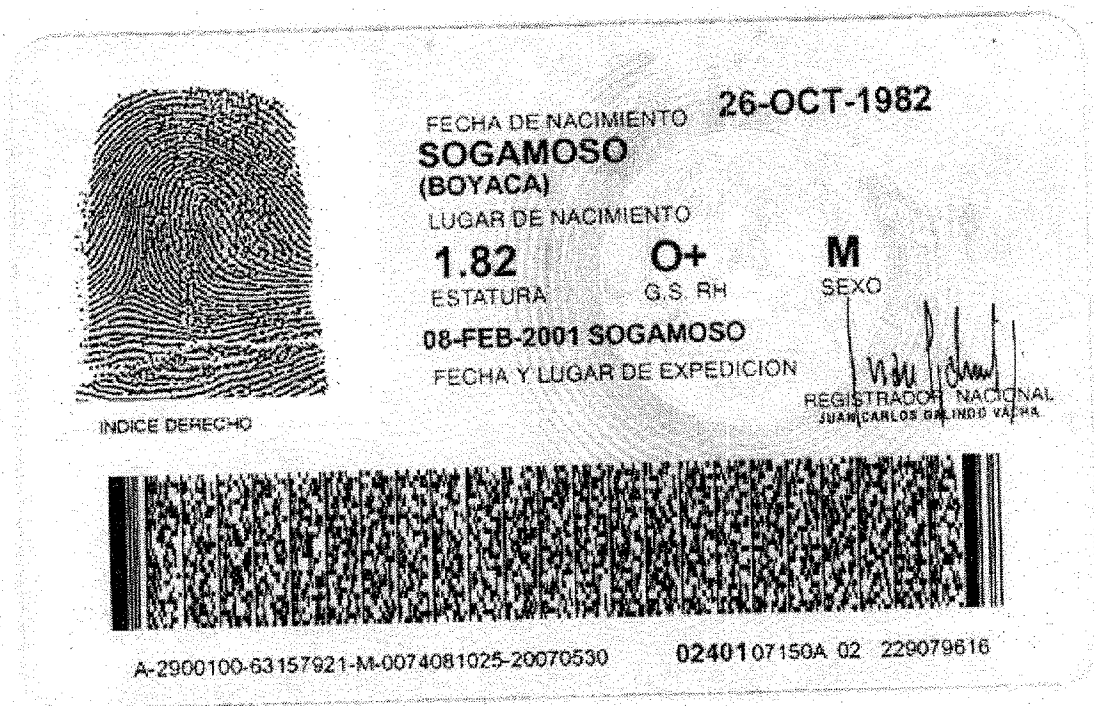 26-OCT-1982
FECHA DE NACIMIENTO
SOGAMOSO
(BOYACA)
LUGAR DE NACIMIENTO
1.82 O+ M
ESTATURA G.S. RH SEXO
08-FEB-2001 SOGAMOSO
FECHA Y LUGAR DE EXPEDICION
REGISTRADOR NACIONAL
JUAN CARLOS GALINDO VACHA
INDICE DERECHO
A-2900100-63157921-M-0074081025-20070530
02401 07150A 02 229079616